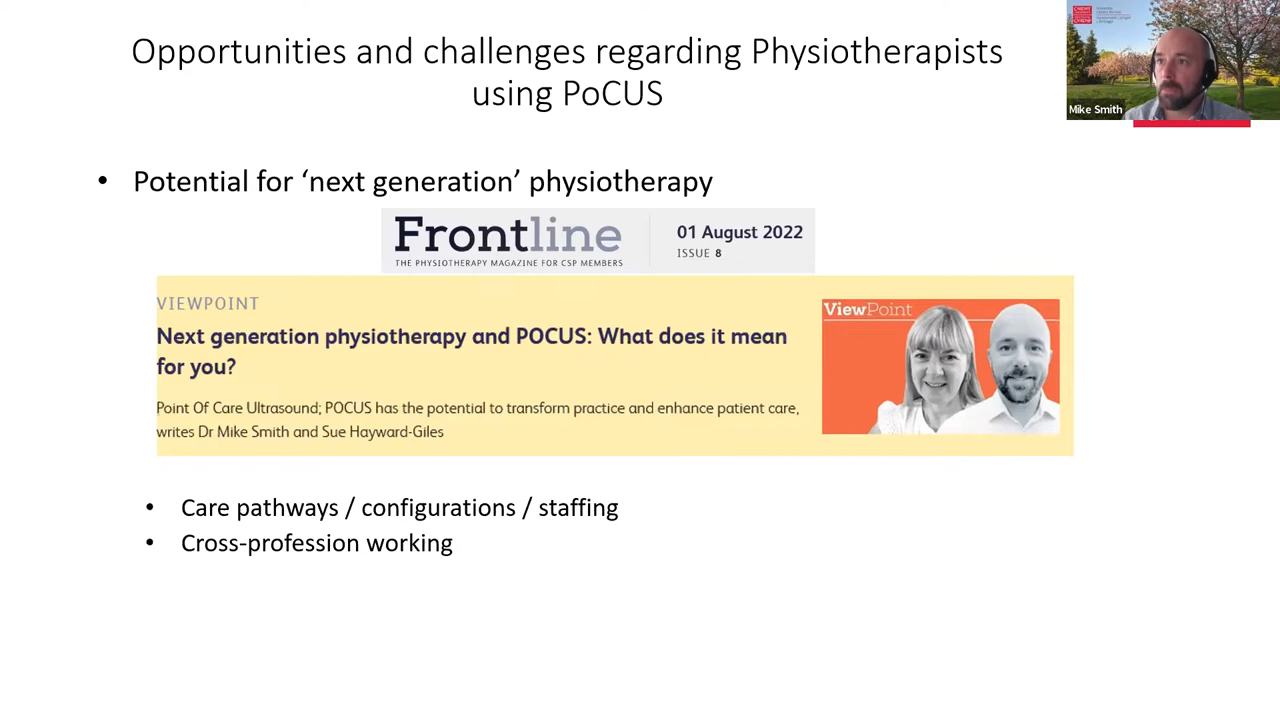 Opportunities and challenges regarding Physiotherapists
using PoCUS
Mike Smith
• Potential for ‘next generation’ physiotherapy
Frontline
THE PHYSIOTHERAPY MAGAZINE FOR CSP MEMBERS
01 August 2022
ISSUE 8
VIEWPOINT
Next generation physiotherapy and POCUS: What does it mean
for you?
Point Of Care Ultrasound; POCUS has the potential to transform practice and enhance patient care,
writes Dr Mike Smith and Sue Hayward-Giles
ViewPoint
• Care pathways / configurations / staffing
• Cross-profession working